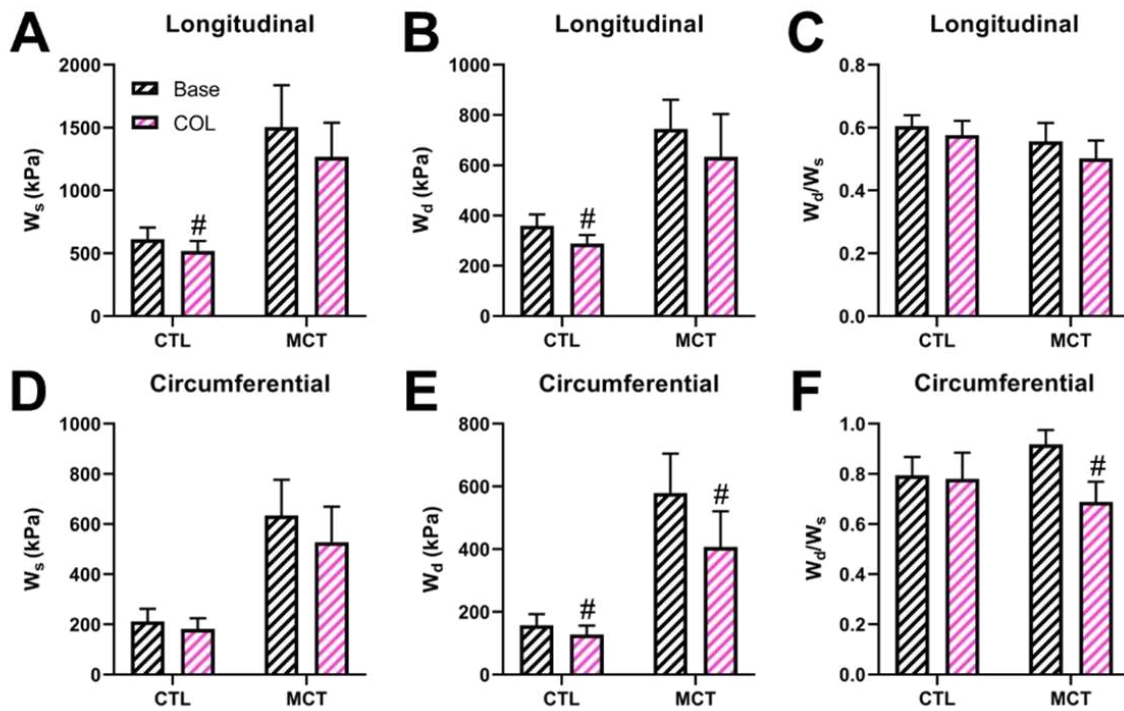 A
Longitudinal
2000
1500
1000
500
0
Ws (kPa)
Base
COL
#
CTL
MCT
B
Longitudinal
1000
800
600
400
200
0
Wd (kPa)
#
CTL
MCT
C
Longitudinal
0.8
0.6
0.4
0.2
0.0
Wd/Ws
CTL
MCT
D
Circumferential
1000
800
600
400
200
0
Ws (kPa)
CTL
MCT
E
Circumferential
800
600
400
200
0
Wd (kPa)
#
#
CTL
MCT
F
Circumferential
1.0
0.8
0.6
0.4
0.2
0.0
Wd/Ws
#
CTL
MCT